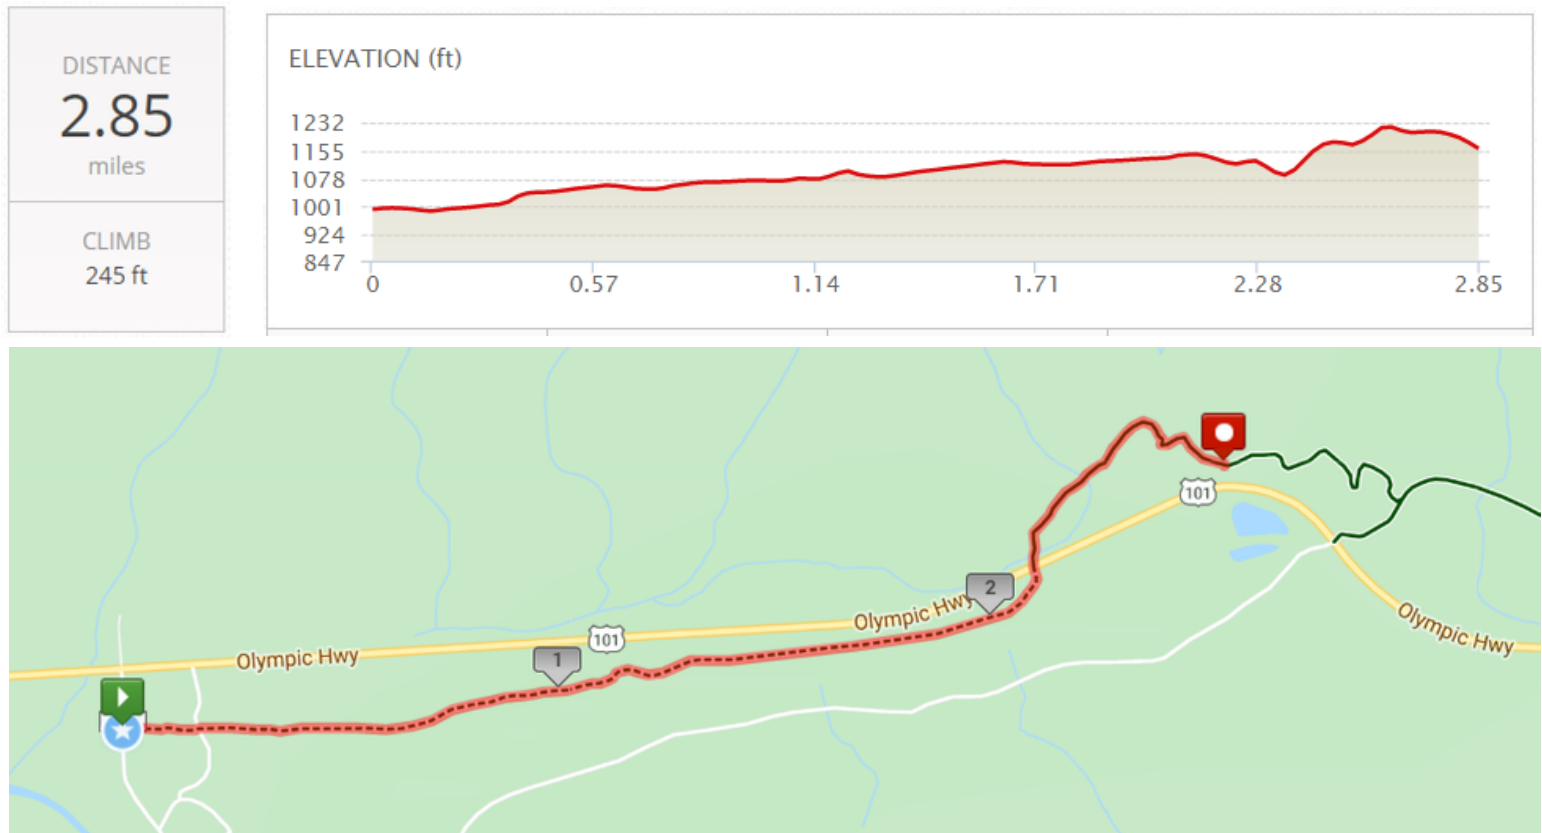 DISTANCE
2.85
miles
CLIMB
245 ft
ELEVATION (ft)
1232
1155
1078
1001
924
847
0 0.57 1.14 1.71 2.28 2.85
101
2
Olympic Hwy
101
Olympic Hwy
1
Olympic Hwy